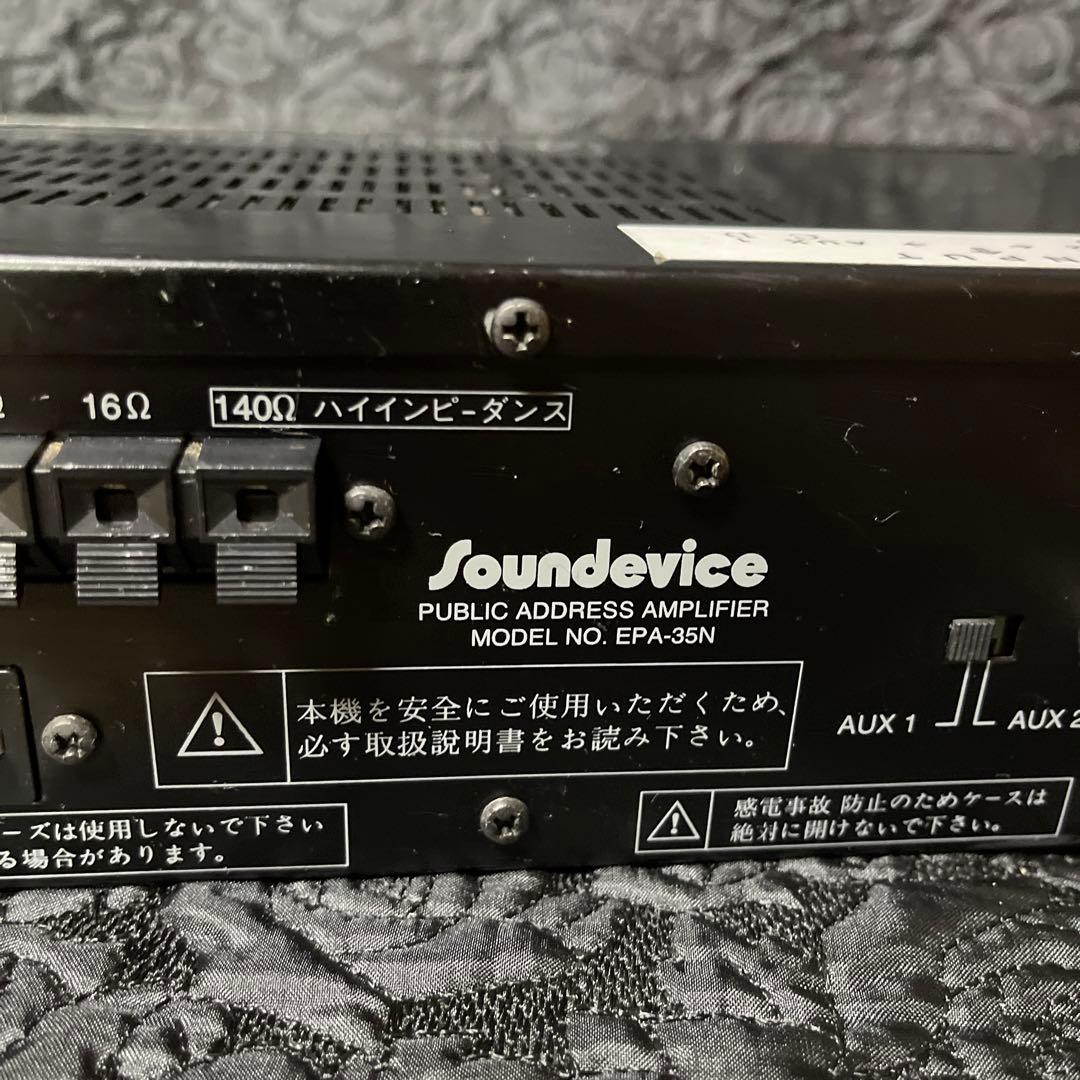 INPUT
Ω
16Ω
140Ω ハイインピーダンス
Soundevice
PUBLIC ADDRESS AMPLIFIER
MODEL NO. EPA-35N
本機を安全にご使用いただくため、
必ず取扱説明書をお読み下さい。
AUX 1
AUX 2
感電事故 防止のためケースは
絶対に開けないで下さい。
ーズは使用しないで下さい
る場合があります。